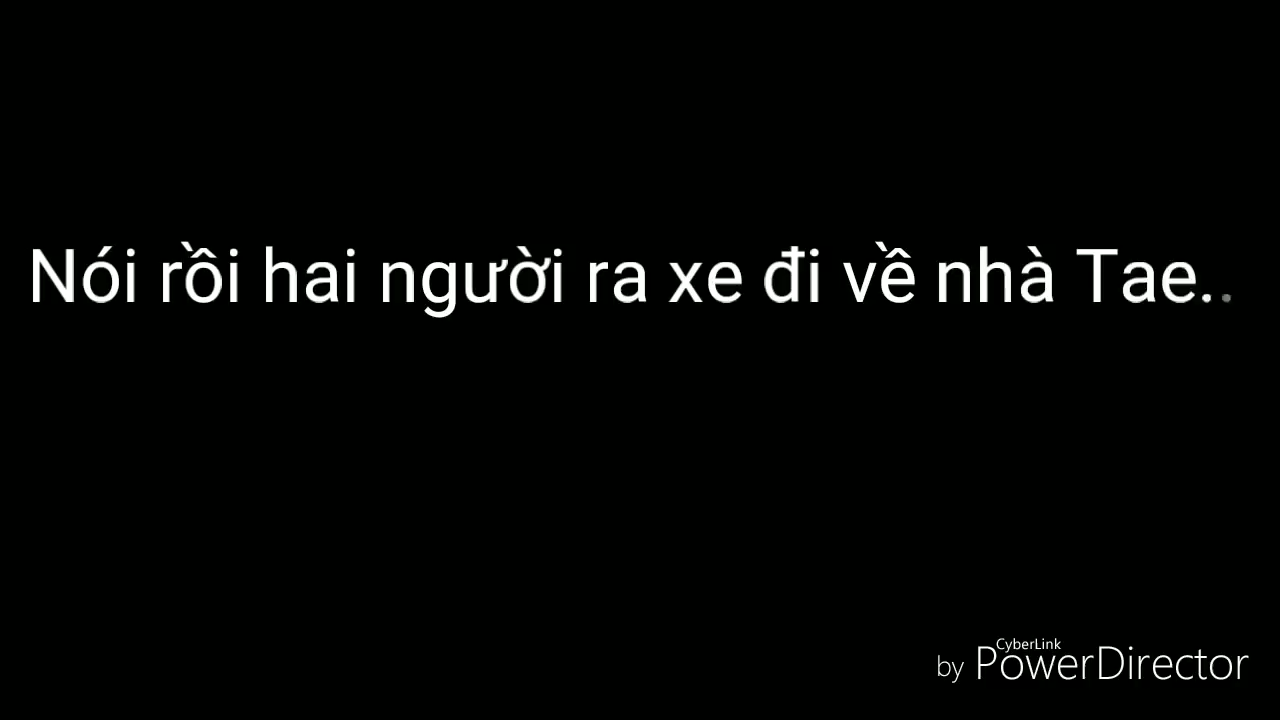 Nói rồi hai người ra xe đi về nhà Tae..
CyberLink
by PowerDirector